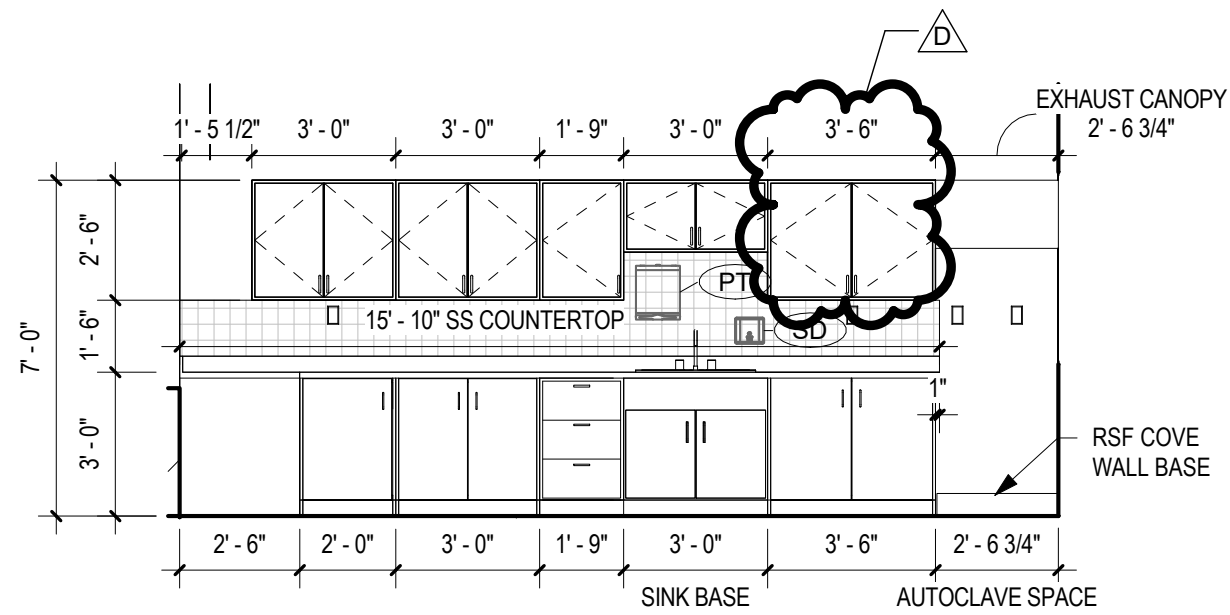 D
EXHAUST CANOPY
1' - 5 1/2" 3' - 0" 3' - 0" 1' - 9" 3' - 0" 3' - 6" 2' - 6 3/4"
7' - 0"
2' - 6"
1' - 6"
3' - 0"
PT
15' - 10" SS COUNTERTOP
SD
1"
RSF COVE
WALL BASE
2' - 6" 2' - 0" 3' - 0" 1' - 9" 3' - 0" 3' - 6" 2' - 6 3/4"
SINK BASE AUTOCLAVE SPACE